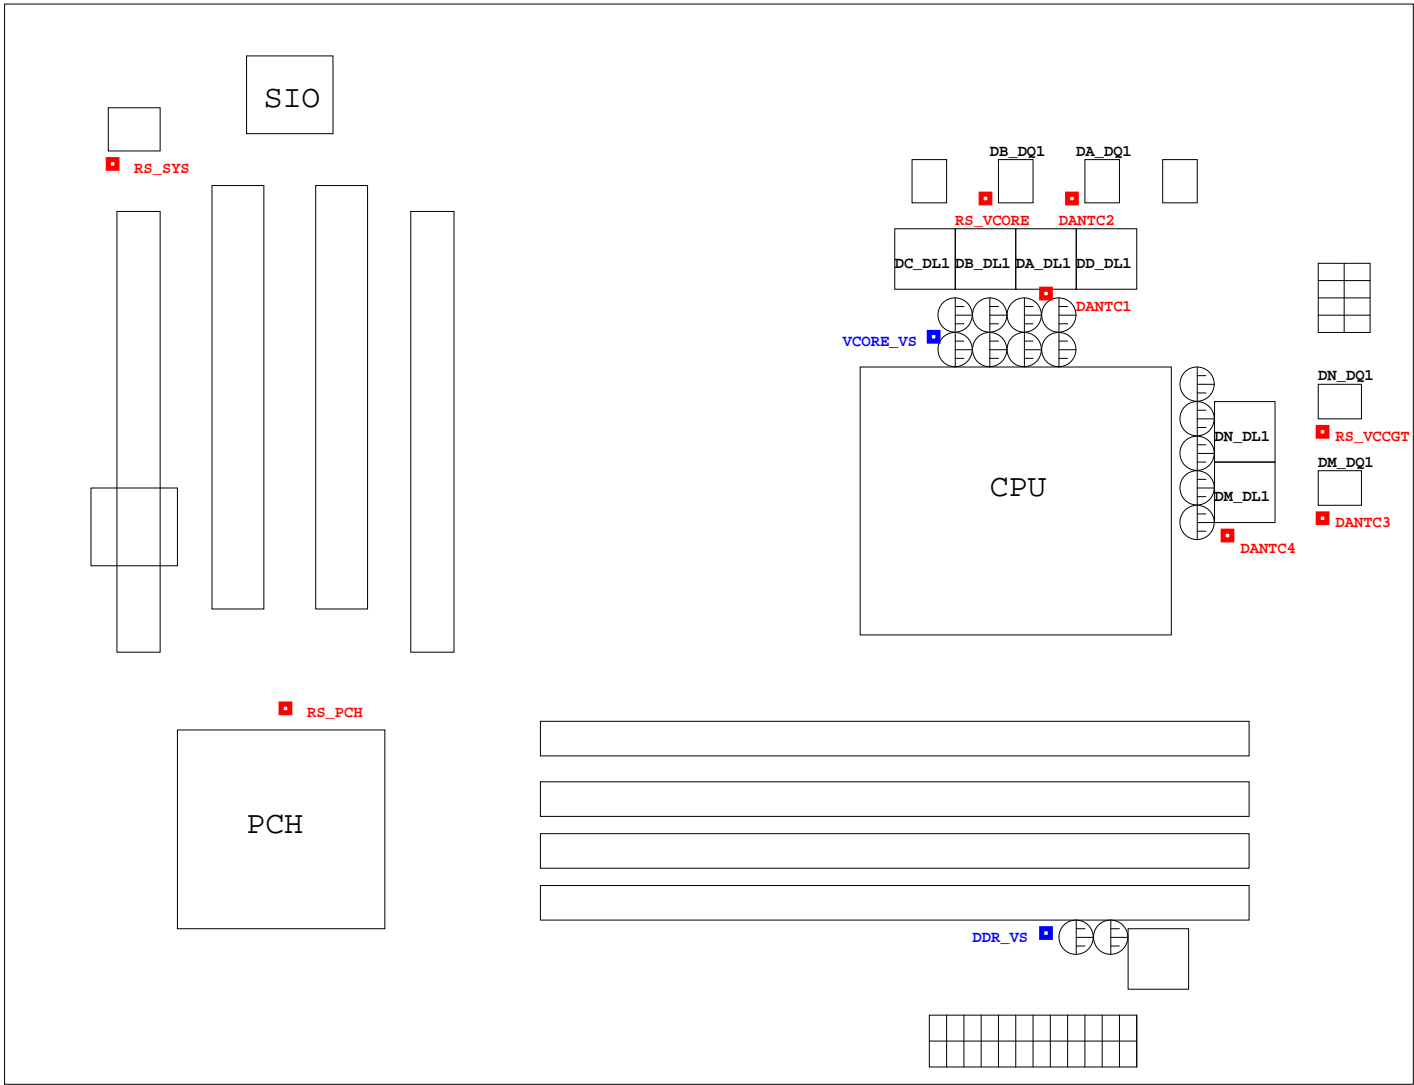 SIO
RS_SYS
DB_DQ1
DA_DQ1
RS_VCORE
DANTC2
DC_DL1
DB_DL1
DA_DL1
DD_DL1
DANTC1
VCORE_VS
DN_DQ1
RS_VCCGT
DN_DL1
DM_DQ1
CPU
DM_DL1
DANTC3
DANTC4
RS_PCH
PCH
DDR_VS